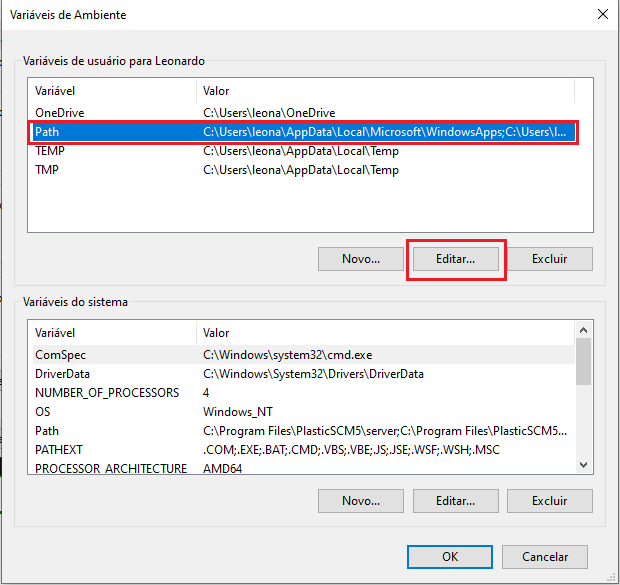 Variáveis de Ambiente
Variáveis de usuário para Leonardo
Variável Valor
OneDrive C:\Users\leona\OneDrive
Path C:\Users\leona\AppData\Local\Microsoft\WindowsApps;C:\Users\l...
TEMP C:\Users\leona\AppData\Local\Temp
TMP C:\Users\leona\AppData\Local\Temp
Novo... Editar... Excluir
Variáveis do sistema
Variável Valor
ComSpec C:\Windows\system32\cmd.exe
DriverData C:\Windows\System32\Drivers\DriverData
NUMBER_OF_PROCESSORS 4
OS Windows_NT
Path C:\Program Files\PlasticSCM5\server;C:\Program Files\PlasticSCM5...
PATHEXT .COM;.EXE;.BAT;.CMD;.VBS;.VBE;.JS;.JSE;.WSF;.WSH;.MSC
PROCESSOR_ARCHITECTURE AMD64
Novo... Editar... Excluir
OK Cancelar